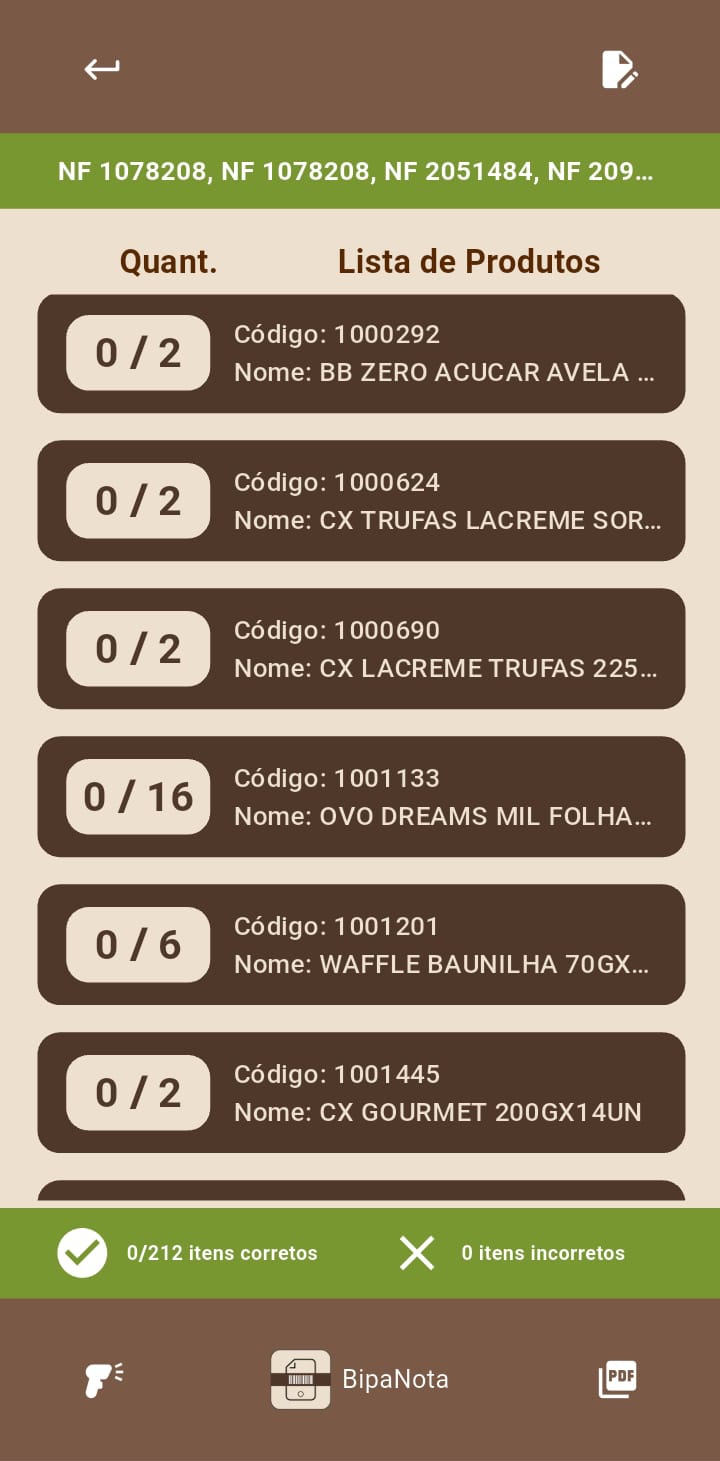 NF 1078208, NF 1078208, NF 2051484, NF 209...
Quant. Lista de Produtos
0 / 2
Código: 1000292
Nome: BB ZERO ACUCAR AVELA ...
0 / 2
Código: 1000624
Nome: CX TRUFAS LACREME SOR...
0 / 2
Código: 1000690
Nome: CX LACREME TRUFAS 225...
0 / 16
Código: 1001133
Nome: OVO DREAMS MIL FOLHA...
0 / 6
Código: 1001201
Nome: WAFFLE BAUNILHA 70GX...
0 / 2
Código: 1001445
Nome: CX GOURMET 200GX14UN
0/212 itens corretos
0 itens incorretos
BipaNota
PDF